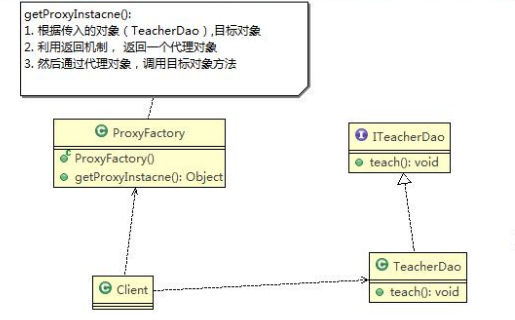 getProxyInstacne():
1. 根据传入的对象（TeacherDao）,目标对象
2. 利用返回机制， 返回一个代理对象
3. 然后通过代理对象，调用目标对象方法
C ProxyFactory
C ProxyFactory()
getProxyInstacne(): Object
I ITeacherDao
teach(): void
C TeacherDao
teach(): void
C Client